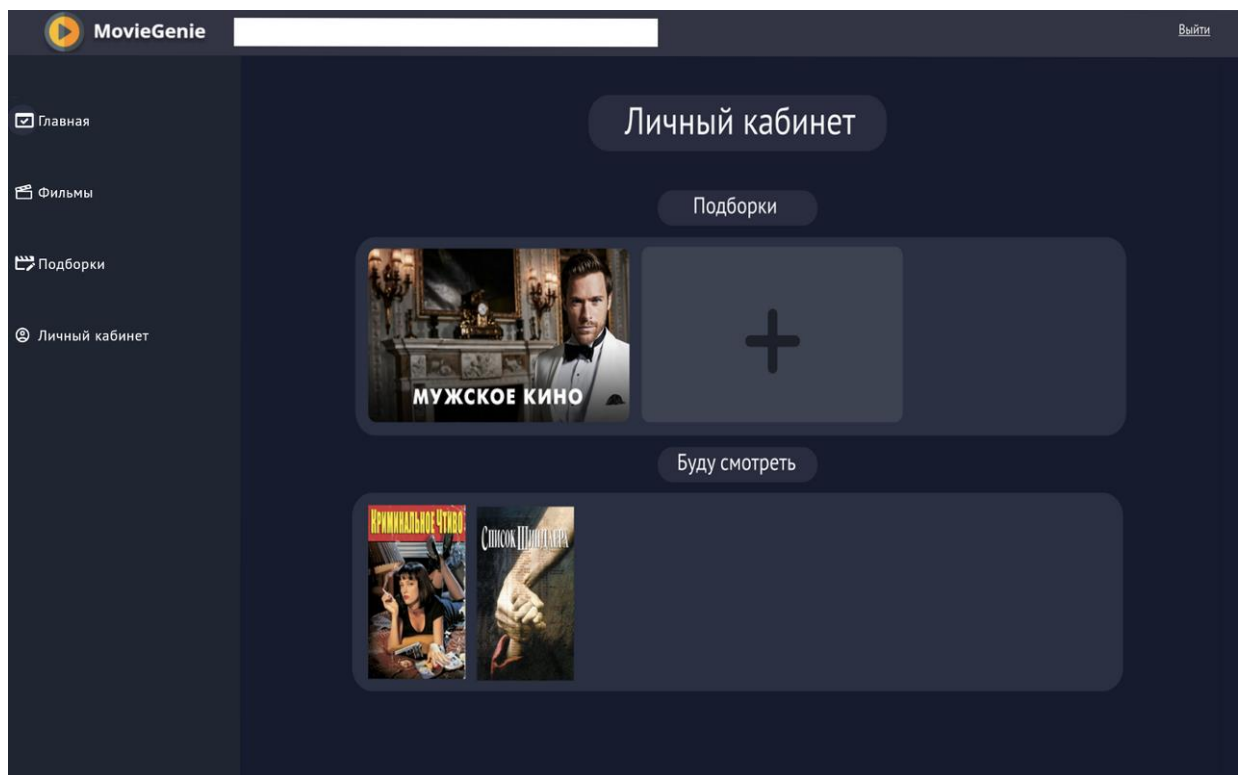 MovieGenie
Выйти
Главная
Фильмы
Подборки
Личный кабинет
Личный кабинет
Подборки
МУЖСКОЕ КИНО
Буду смотреть
Криминальное Чтиво
Список Шиндлера